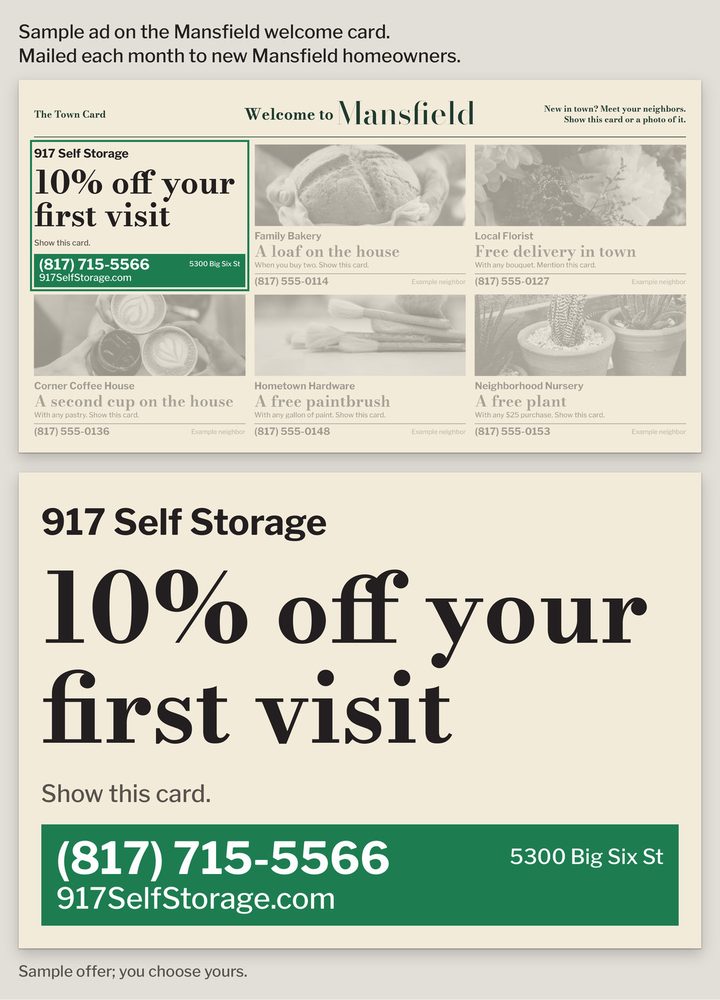 Sample ad on the Mansfield welcome card.
Mailed each month to new Mansfield homeowners.
The Town Card
Welcome to Mansfield
New in town? Meet your neighbors.
Show this card or a photo of it.
917 Self Storage
10% off your
first visit
Show this card.
(817) 715-5566
5300 Big Six St
917SelfStorage.com
Family Bakery
A loaf on the house
When you buy two. Show this card.
(817) 555-0114
Example neighbor
Local Florist
Free delivery in town
With any bouquet. Mention this card.
(817) 555-0127
Example neighbor
Corner Coffee House
A second cup on the house
With any pastry. Show this card.
(817) 555-0136
Example neighbor
Hometown Hardware
A free paintbrush
With any gallon of paint. Show this card.
(817) 555-0148
Example neighbor
Neighborhood Nursery
A free plant
With any $25 purchase. Show this card.
(817) 555-0153
Example neighbor
917 Self Storage
10% off your
first visit
Show this card.
(817) 715-5566
5300 Big Six St
917SelfStorage.com
Sample offer; you choose yours.